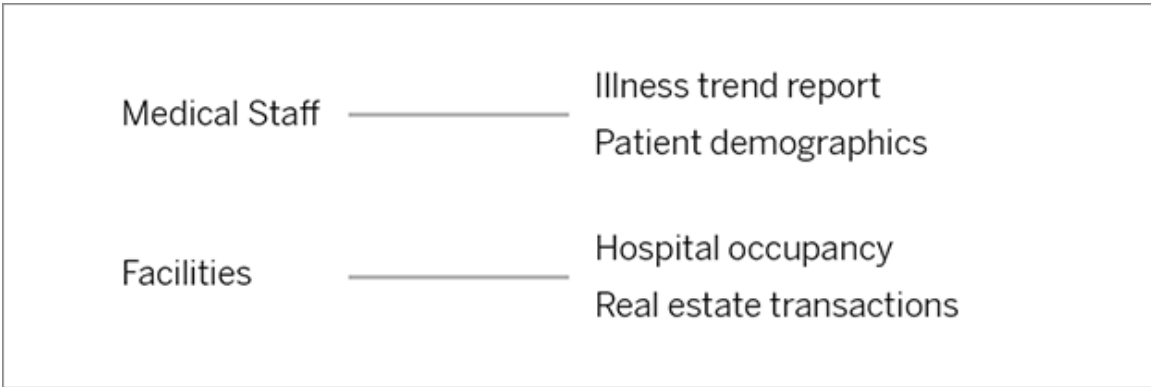 Medical Staff
Illness trend report
Patient demographics
Facilities
Hospital occupancy
Real estate transactions